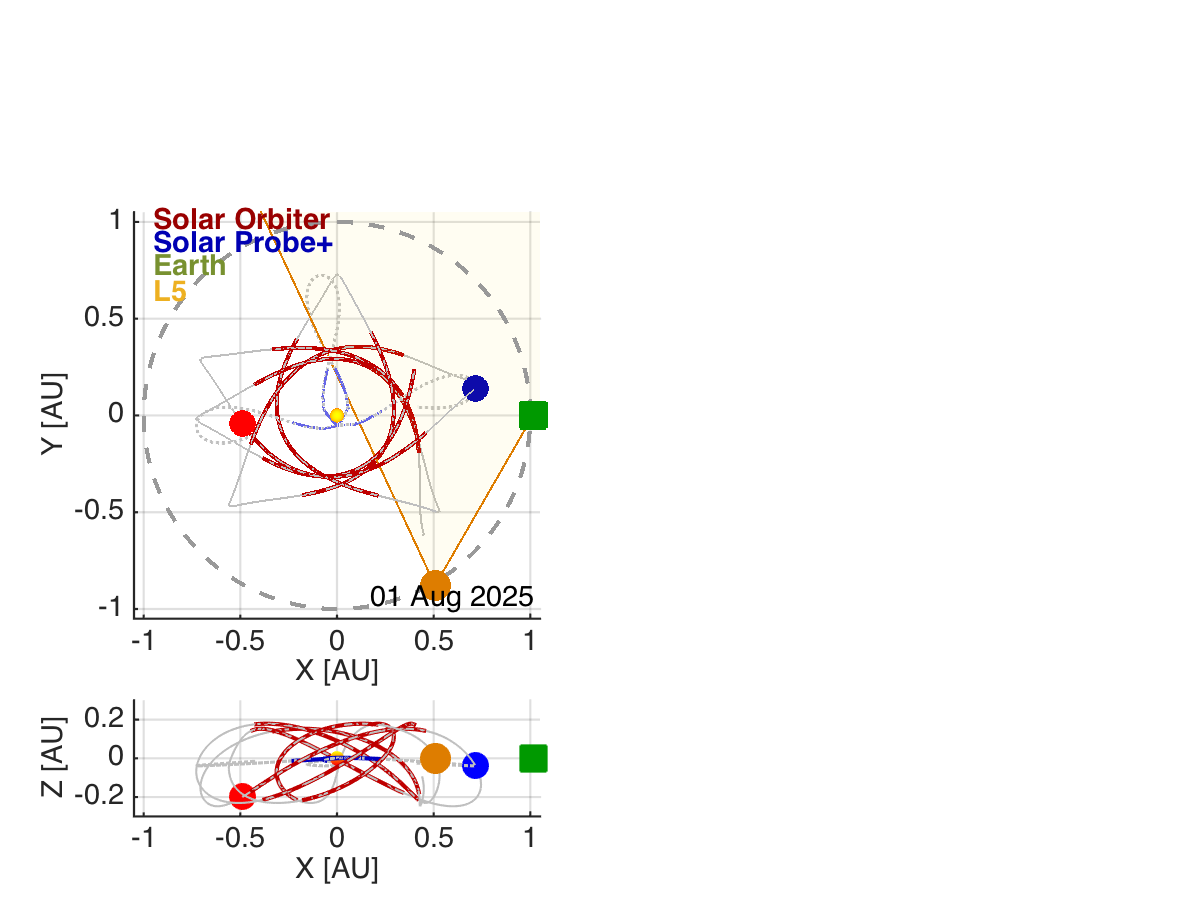 Solar Orbiter
Solar Probe+
Earth
L5
1
0.5
0
-0.5
-1
Y [AU]
01 Aug 2025
-1 -0.5 0 0.5 1
X [AU]
0.2
0
-0.2
Z [AU]
-1 -0.5 0 0.5 1
X [AU]